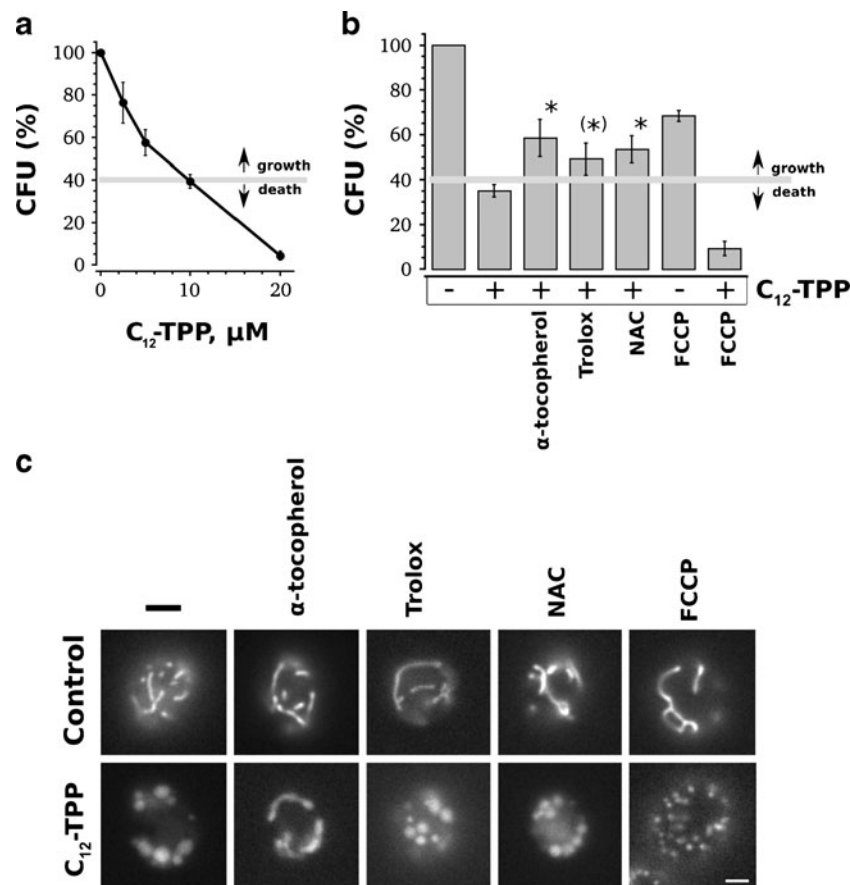 a
CFU (%)
100
80
60
40
20
0
growth
death
0
10
20
C12-TPP, μM
b
CFU (%)
100
80
60
40
20
0
*
(*)
*
growth
death
- + + + + - + C12-TPP
α-tocopherol
Trolox
NAC
FCCP
FCCP
c
α-tocopherol
Trolox
NAC
FCCP
Control
C12-TPP